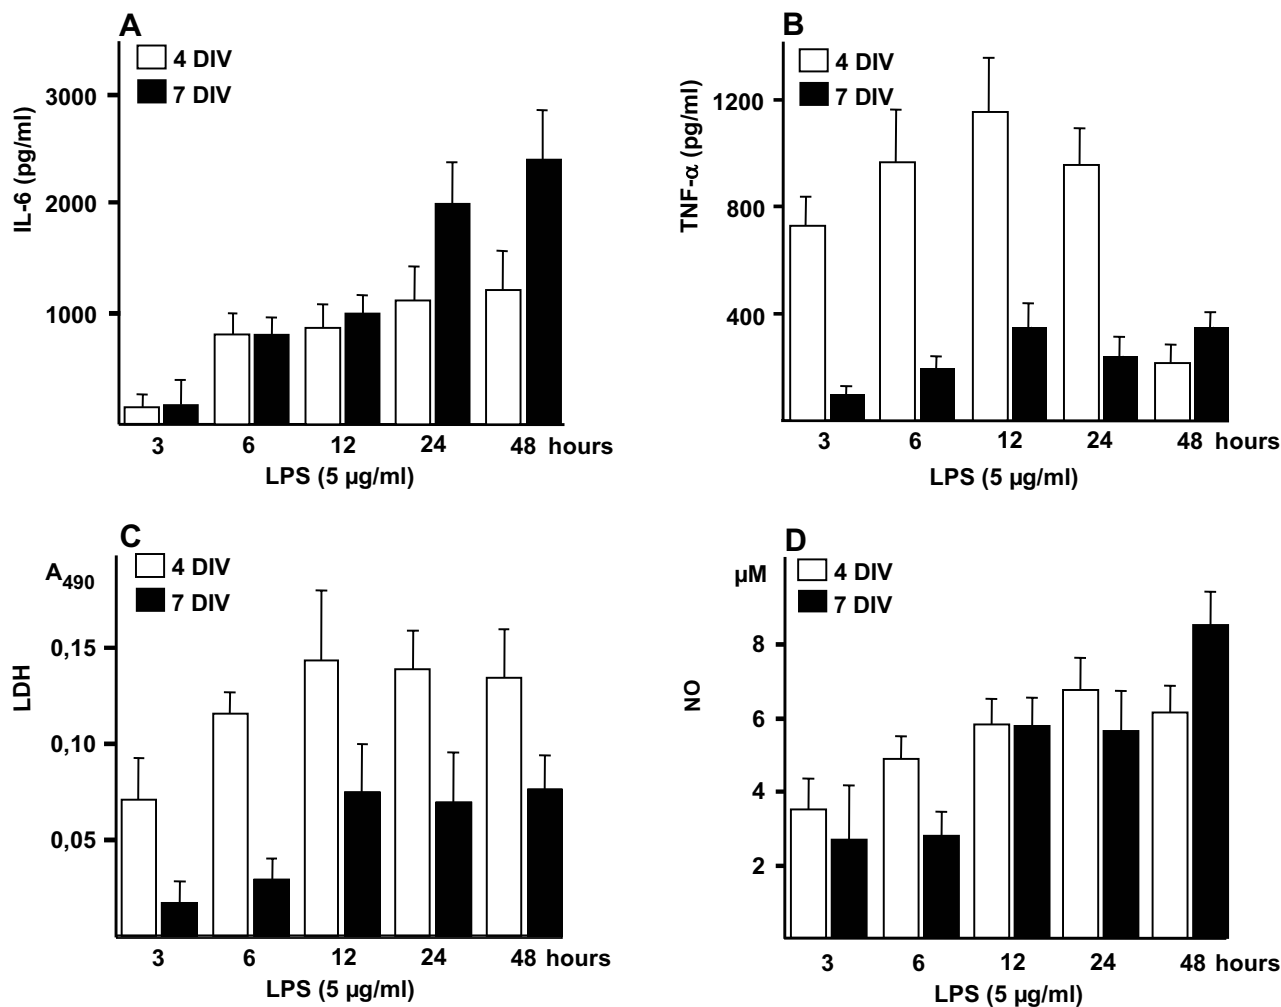 A
4 DIV
7 DIV
IL-6 (pg/ml)
3000
2000
1000
3 6 12 24 48 hours
LPS (5 µg/ml)
B
4 DIV
7 DIV
TNF-α (pg/ml)
1200
800
400
3 6 12 24 48 hours
LPS (5 µg/ml)
C
4 DIV
7 DIV
A490
LDH
0,15
0,10
0,05
3 6 12 24 48 hours
LPS (5 µg/ml)
D
4 DIV
7 DIV
µM
NO
8
6
4
2
3 6 12 24 48 hours
LPS (5 µg/ml)